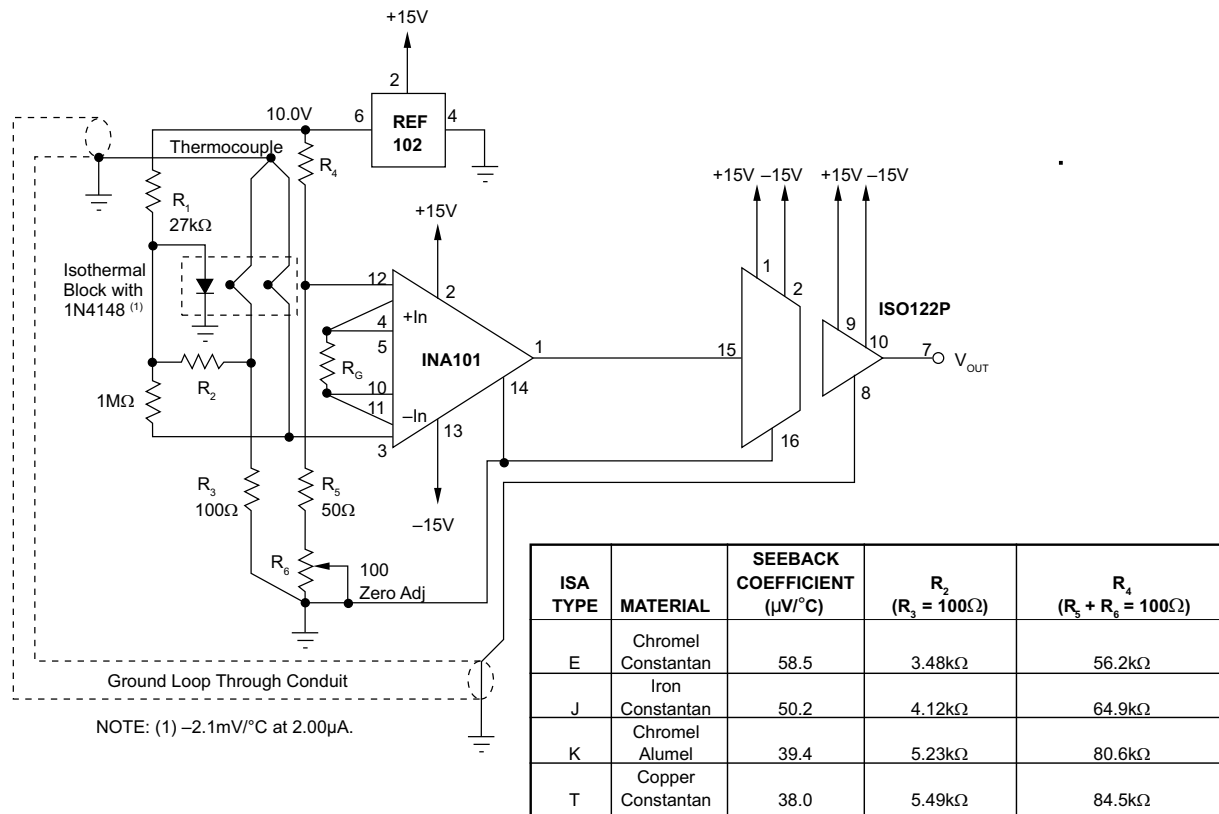 +15V
2
10.0V
6
REF
102
4
Thermocouple
R4
R1
27kΩ
+15V
+15V –15V
+15V –15V
Isothermal
Block with
1N4148 (1)
12
2
1
2
ISO122P
+In
4
5
9
10
INA101
1
15
7
VOUT
RG
R2
10
14
8
1MΩ
11
–In
3
13
16
R3
100Ω
R5
50Ω
–15V
R6
100
Zero Adj
Ground Loop Through Conduit
NOTE: (1) –2.1mV/°C at 2.00µA.
ISA
TYPE
MATERIAL
SEEBACK
COEFFICIENT
(µV/°C)
R2
(R3 = 100Ω)
R4
(R5 + R6 = 100Ω)
E
Chromel
Constantan
58.5
3.48kΩ
56.2kΩ
J
Iron
Constantan
50.2
4.12kΩ
64.9kΩ
K
Chromel
Alumel
39.4
5.23kΩ
80.6kΩ
T
Copper
Constantan
38.0
5.49kΩ
84.5kΩ